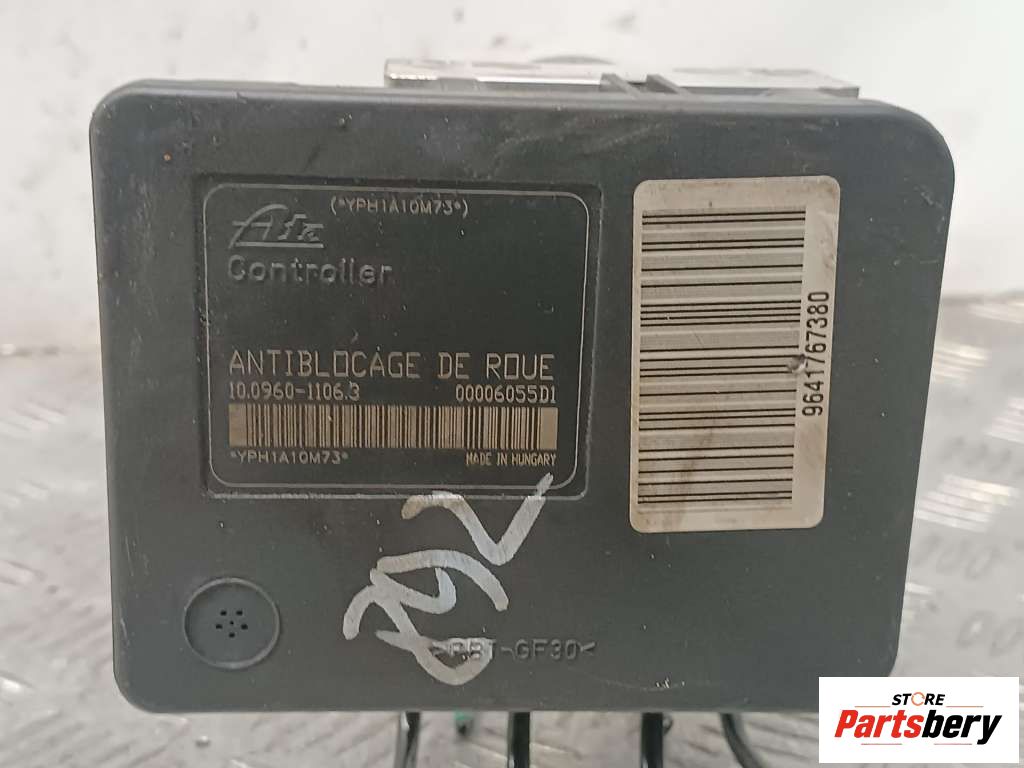 (*YPH1A10M73*)
Ate
Controller
ANTIBLOCAGE DE ROUE
10.0960-1106.3 00006055D1
*YPH1A10M73*
MADE IN HUNGARY
9641767380
>PBT-GF30<
STORE
Partsbery